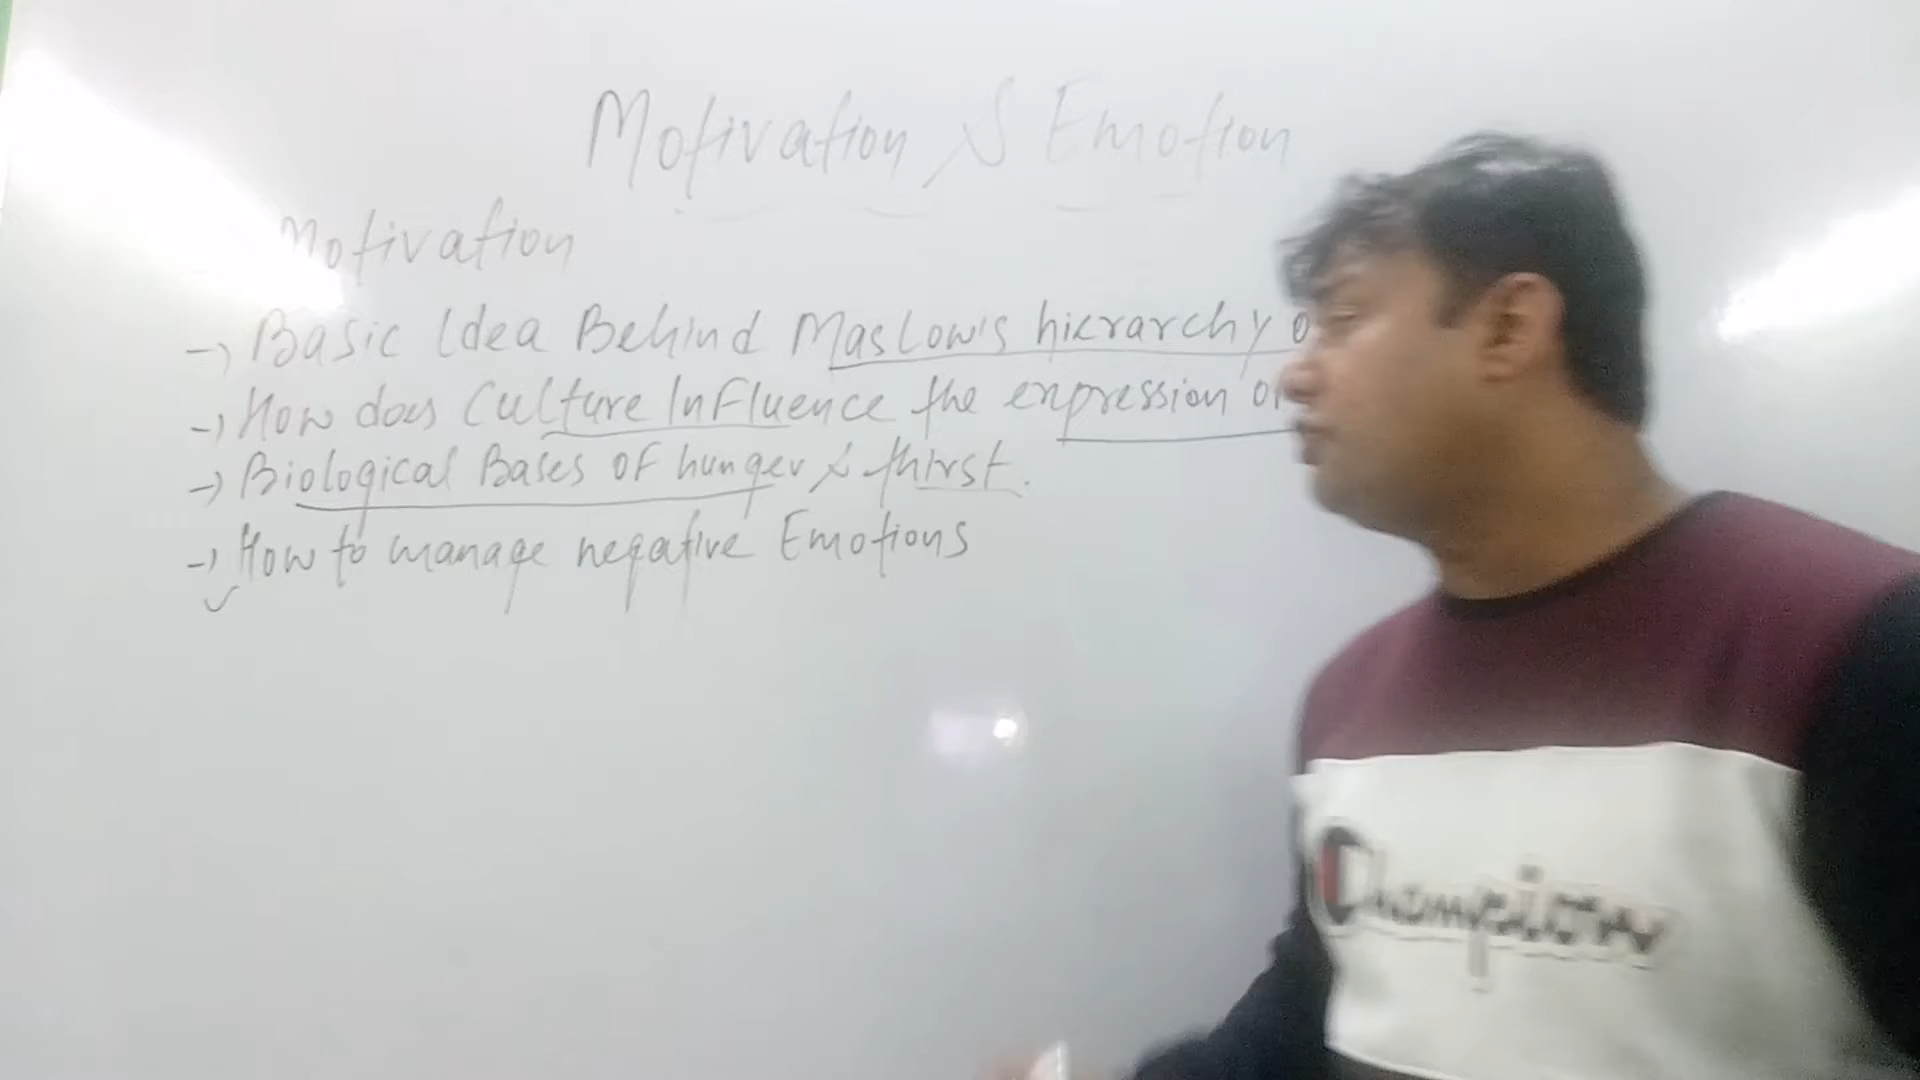 Motivation & Emotion
Motivation
→ Basic Idea Behind Maslow's hierarchy o
→ How does Culture Influence the expression of
→ Biological Bases of hunger & thirst.
→ How to manage negative Emotions
Champion